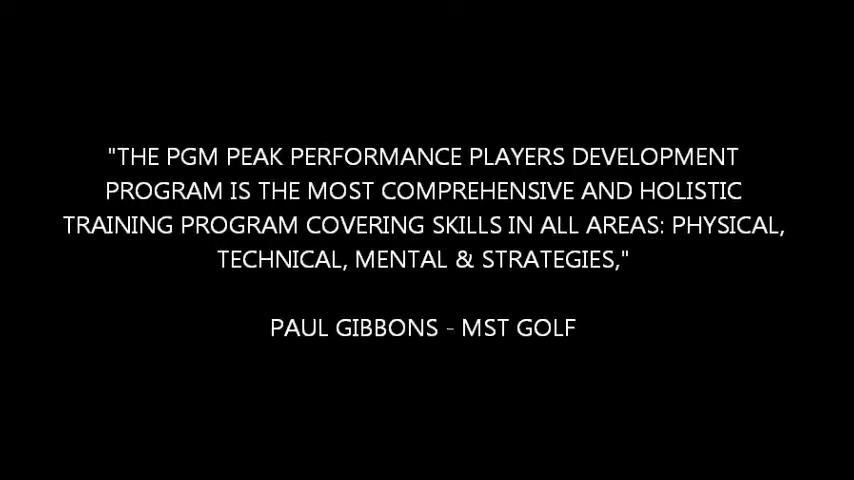 "THE PGM PEAK PERFORMANCE PLAYERS DEVELOPMENT
PROGRAM IS THE MOST COMPREHENSIVE AND HOLISTIC
TRAINING PROGRAM COVERING SKILLS IN ALL AREAS: PHYSICAL,
TECHNICAL, MENTAL & STRATEGIES,"
PAUL GIBBONS - MST GOLF